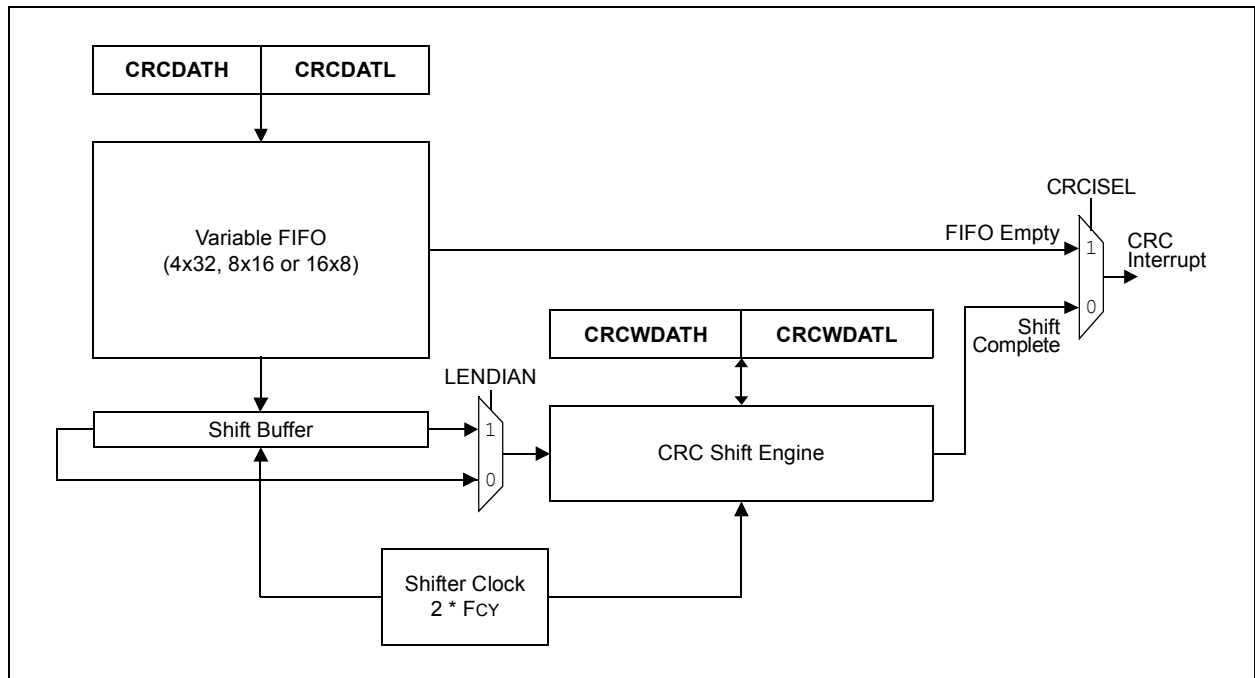 CRCDATH CRCDATL
Variable FIFO
(4x32, 8x16 or 16x8)
CRCISEL
FIFO Empty
1
CRC
Interrupt
0
Shift
Complete
CRCWDATH CRCWDATL
LENDIAN
Shift Buffer
1
0
CRC Shift Engine
Shifter Clock
2 * FCY